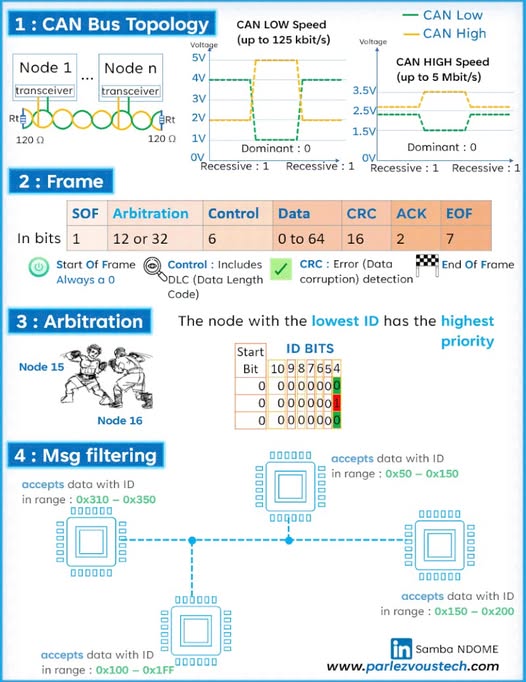 1 : CAN Bus Topology
Node 1
...
Node n
transceiver
transceiver
Rt
Rt
120 Ω
120 Ω
CAN LOW Speed
(up to 125 kbit/s)
Voltage
5V
4V
3V
2V
1V
0V
Dominant : 0
Recessive : 1
Recessive : 1
CAN Low
CAN High
Voltage
CAN HIGH Speed
(up to 5 Mbit/s)
3.5V
2.5V
1.5V
0V
Dominant : 0
Recessive : 1
Recessive : 1
2 : Frame
SOF Arbitration Control Data CRC ACK EOF
In bits 1 12 or 32 6 0 to 64 16 2 7
Start Of Frame
Always a 0
Control : Includes
DLC (Data Length
Code)
CRC : Error (Data
corruption) detection
End Of Frame
3 : Arbitration
The node with the lowest ID has the highest
priority
Node 15
Node 16
Start
Bit
ID BITS
10 9 8 7 6 5 4
0 0 0 0 0 0 0 0
0 0 0 0 0 0 0 1
0 0 0 0 0 0 0 0
4 : Msg filtering
accepts data with ID
in range : 0x310 – 0x350
accepts data with ID
in range : 0x50 – 0x150
accepts data with ID
in range : 0x150 – 0x200
accepts data with ID
in range : 0x100 – 0x1FF
in Samba NDOME
www.parlezvoustech.com